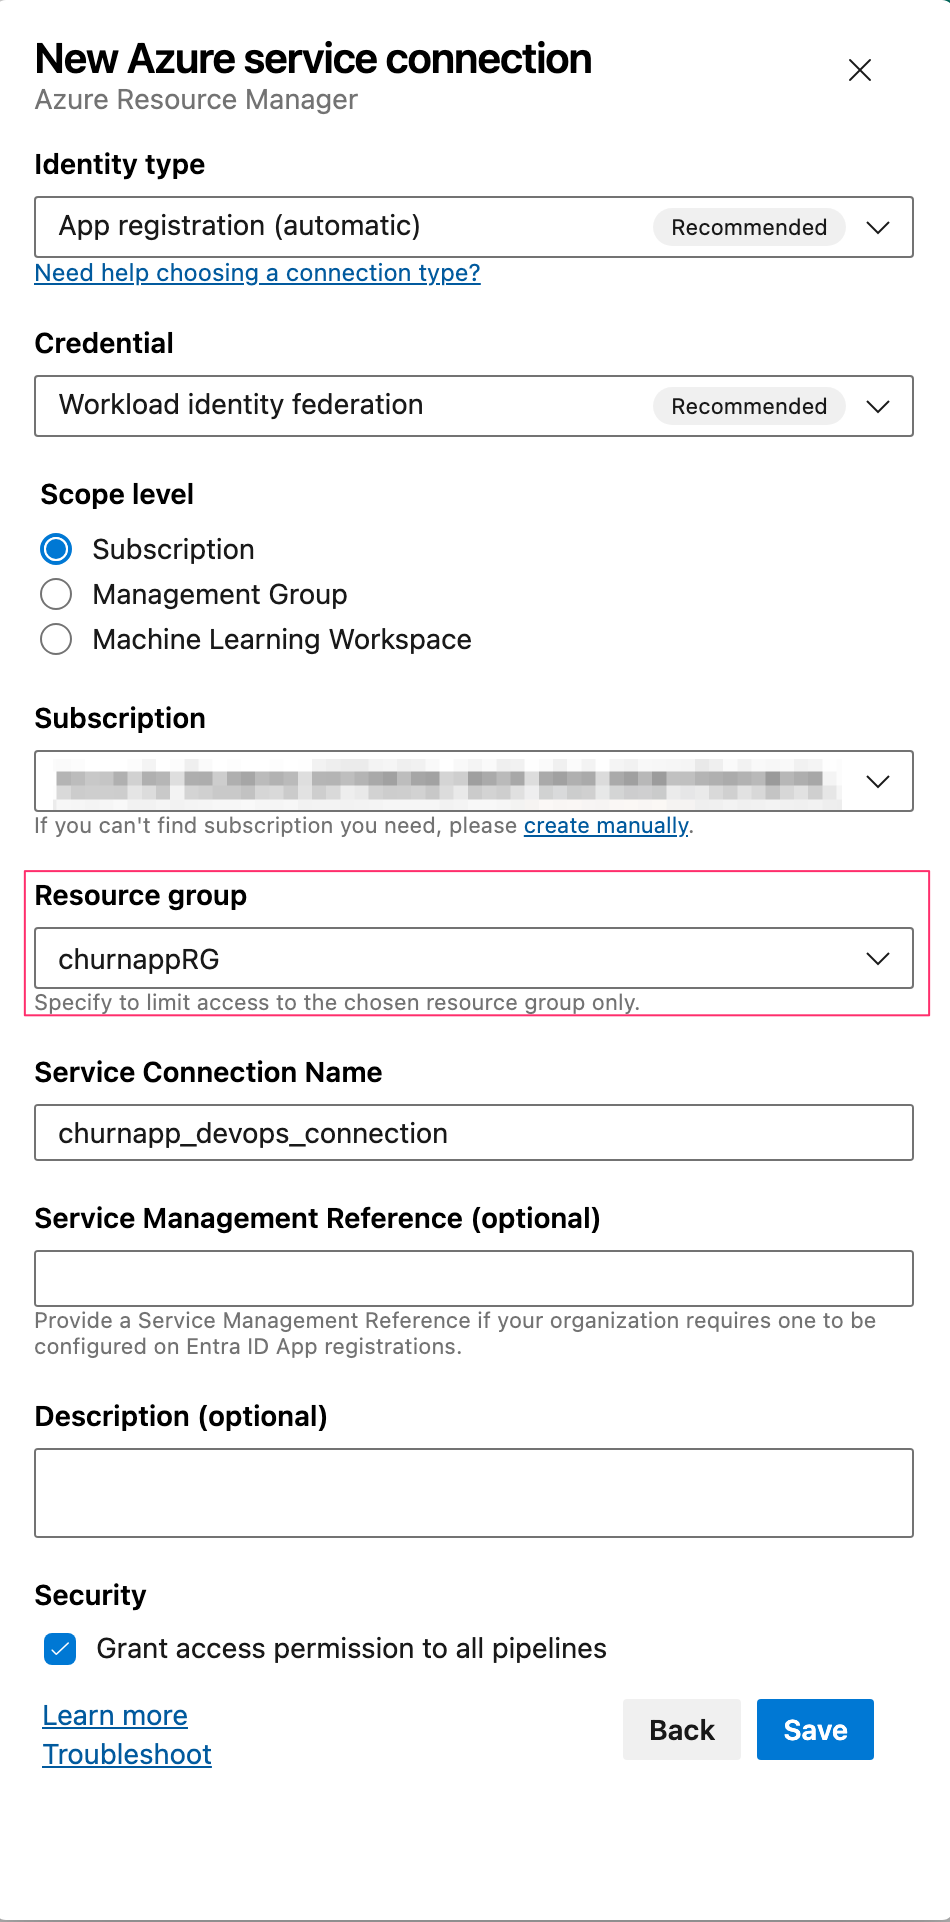 New Azure service connection
Azure Resource Manager
Identity type
App registration (automatic) Recommended
Need help choosing a connection type?
Credential
Workload identity federation Recommended
Scope level
Subscription
Management Group
Machine Learning Workspace
Subscription
If you can't find subscription you need, please create manually.
Resource group
churnappRG
Specify to limit access to the chosen resource group only.
Service Connection Name
churnapp_devops_connection
Service Management Reference (optional)
Provide a Service Management Reference if your organization requires one to be
configured on Entra ID App registrations.
Description (optional)
Security
Grant access permission to all pipelines
Learn more
Back Save
Troubleshoot